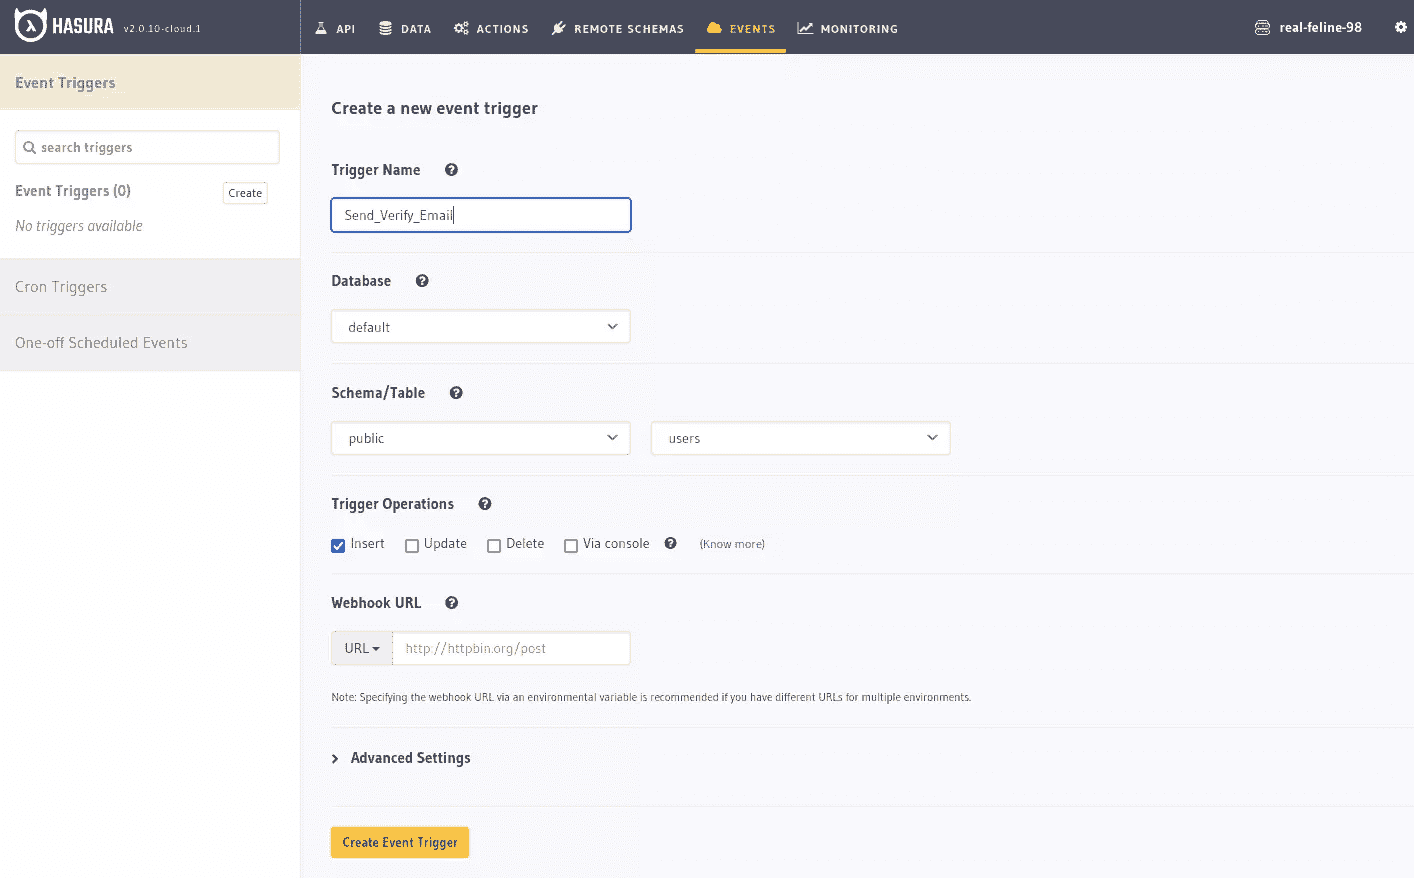 HASURA v2.0.10-cloud.1 API DATA ACTIONS REMOTE SCHEMAS EVENTS MONITORING real-feline-98
Event Triggers
search triggers
Event Triggers (0) Create
No triggers available
Cron Triggers
One-off Scheduled Events
Create a new event trigger
Trigger Name
Send_Verify_Email
Database
default
Schema/Table
public users
Trigger Operations
Insert Update Delete Via console (Know more)
Webhook URL
URL http://httpbin.org/post
Note: Specifying the webhook URL via an environmental variable is recommended if you have different URLs for multiple environments.
Advanced Settings
Create Event Trigger